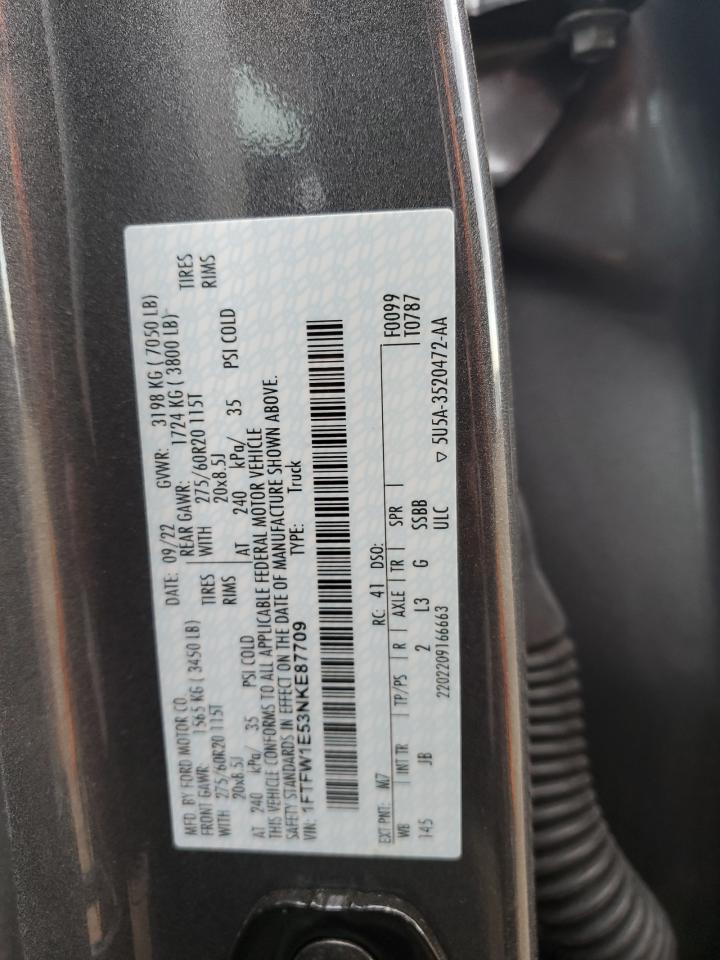 MFD. BY FORD MOTOR CO. DATE: 09/22 GVWR: 3198 KG ( 7050 LB)
FRONT GAWR: 1565 KG ( 3450 LB) REAR GAWR: 1724 KG ( 3800 LB)
WITH 275/60R20 115T TIRES WITH 275/60R20 115T TIRES
20x8.5J RIMS 20x8.5J RIMS
AT 240 kPa/ 35 PSI COLD AT 240 kPa/ 35 PSI COLD
THIS VEHICLE CONFORMS TO ALL APPLICABLE FEDERAL MOTOR VEHICLE
SAFETY STANDARDS IN EFFECT ON THE DATE OF MANUFACTURE SHOWN ABOVE.
VIN: 1FTFW1E53NKE87709 TYPE: Truck
EXT PNT: M7 RC: 41 DSO: F0099
WB INT TR TP/PS R AXLE TR SPR T0787
145 JB 2 L3 G SSBB
2202209166663 ULC ▽ 5U5A-3520472-AA